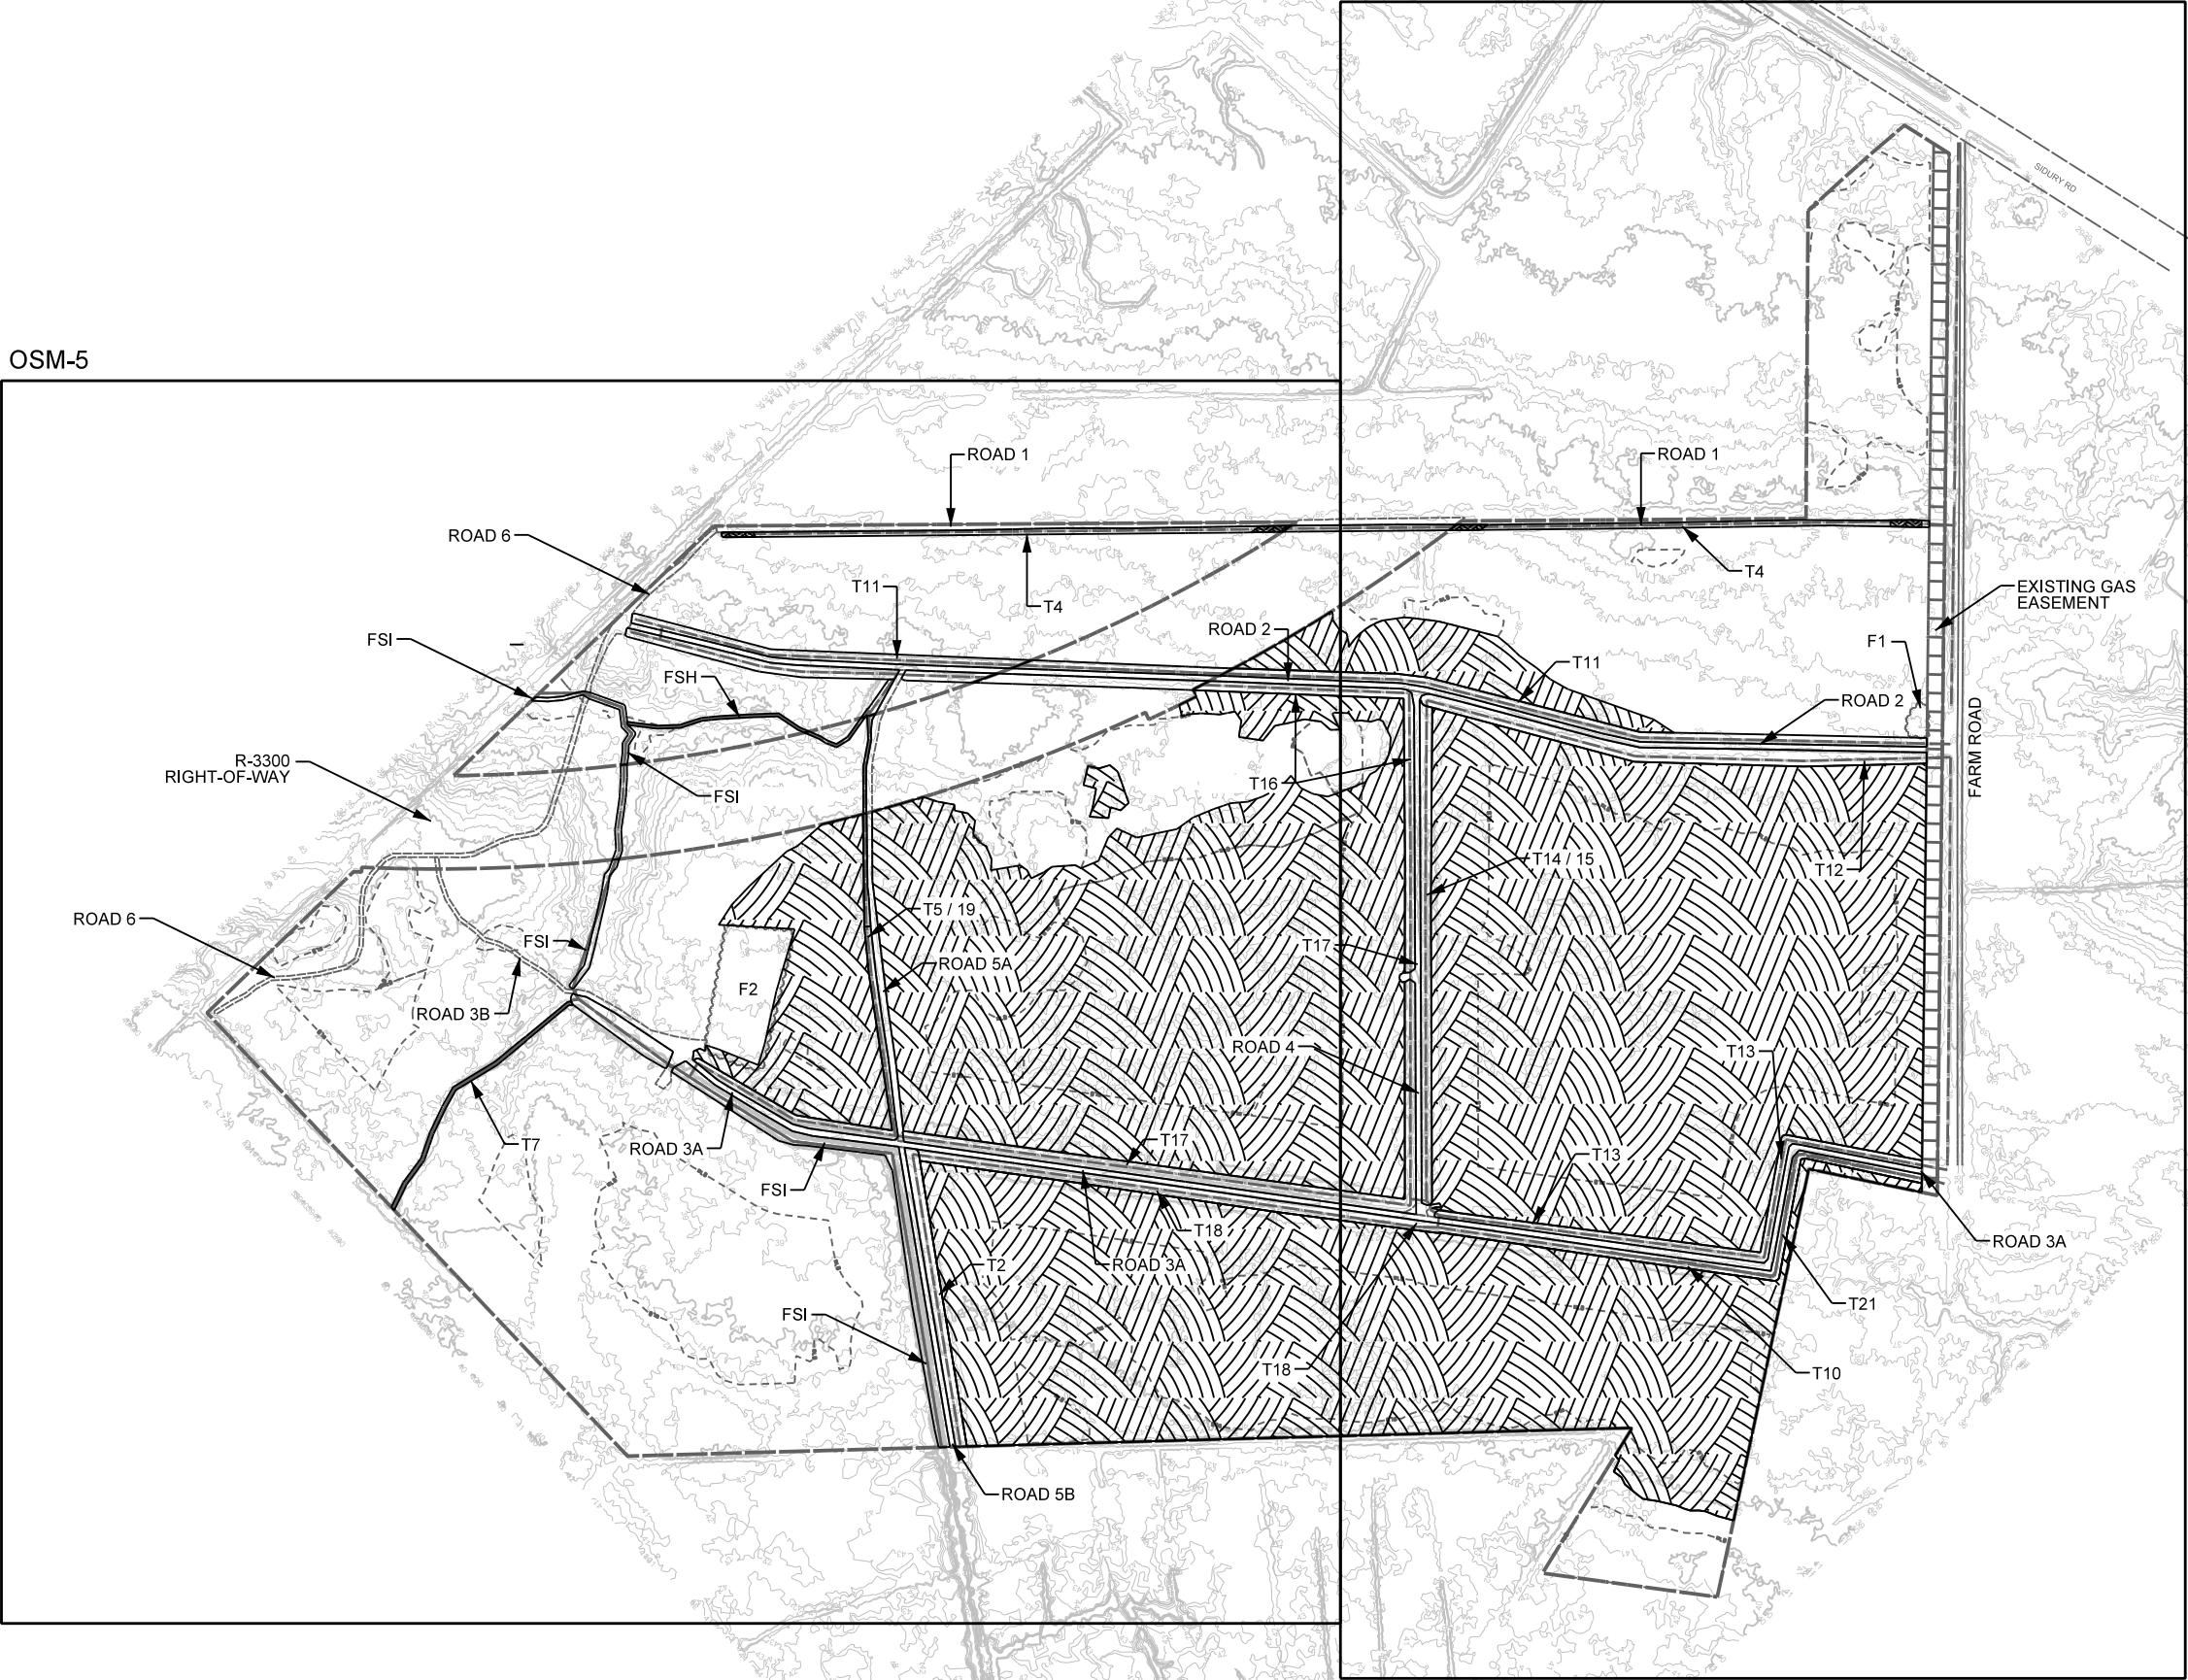 SIDURY RD
OSM-5
ROAD 1
ROAD 1
ROAD 6
T4
T11
T4
EXISTING GAS
EASEMENT
ROAD 2
FSI
F1
T11
FSH
ROAD 2
FARM ROAD
R-3300
RIGHT-OF-WAY
T16
FSI
T14 / 15
T12
T5 / 19
ROAD 6
FSI
T17
ROAD 5A
F2
ROAD 3B
ROAD 4
T13
T17
T7
ROAD 3A
T13
FSI
T18
ROAD 3A
T2
ROAD 3A
T21
FSI
T18
T10
ROAD 5B